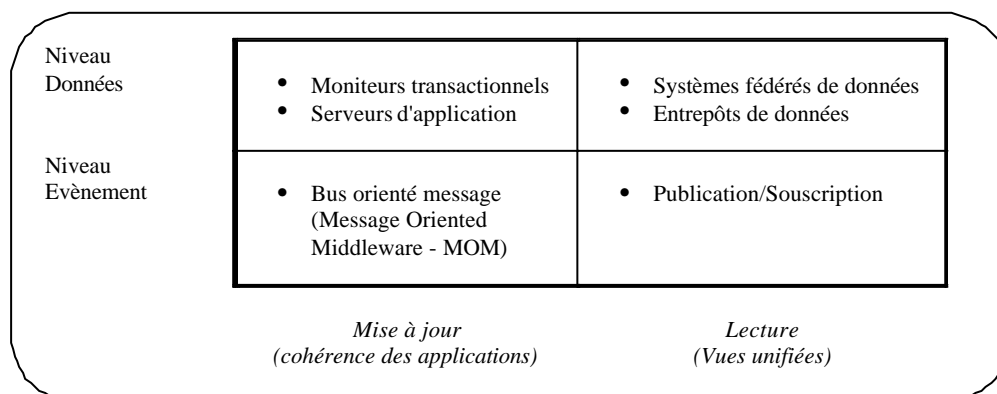 Niveau
Données
• Moniteurs transactionnels
• Serveurs d'application
• Systèmes fédérés de données
• Entrepôts de données
Niveau
Evènement
• Bus orienté message
(Message Oriented
Middleware - MOM)
• Publication/Souscription
Mise à jour
(cohérence des applications)
Lecture
(Vues unifiées)